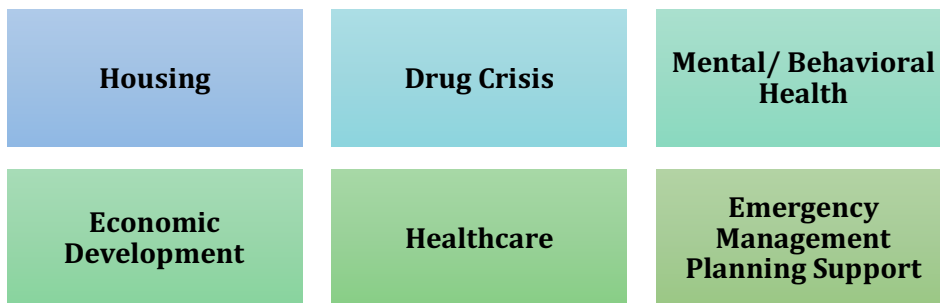 Housing
Drug Crisis
Mental/ Behavioral
Health
Economic
Development
Healthcare
Emergency
Management
Planning Support